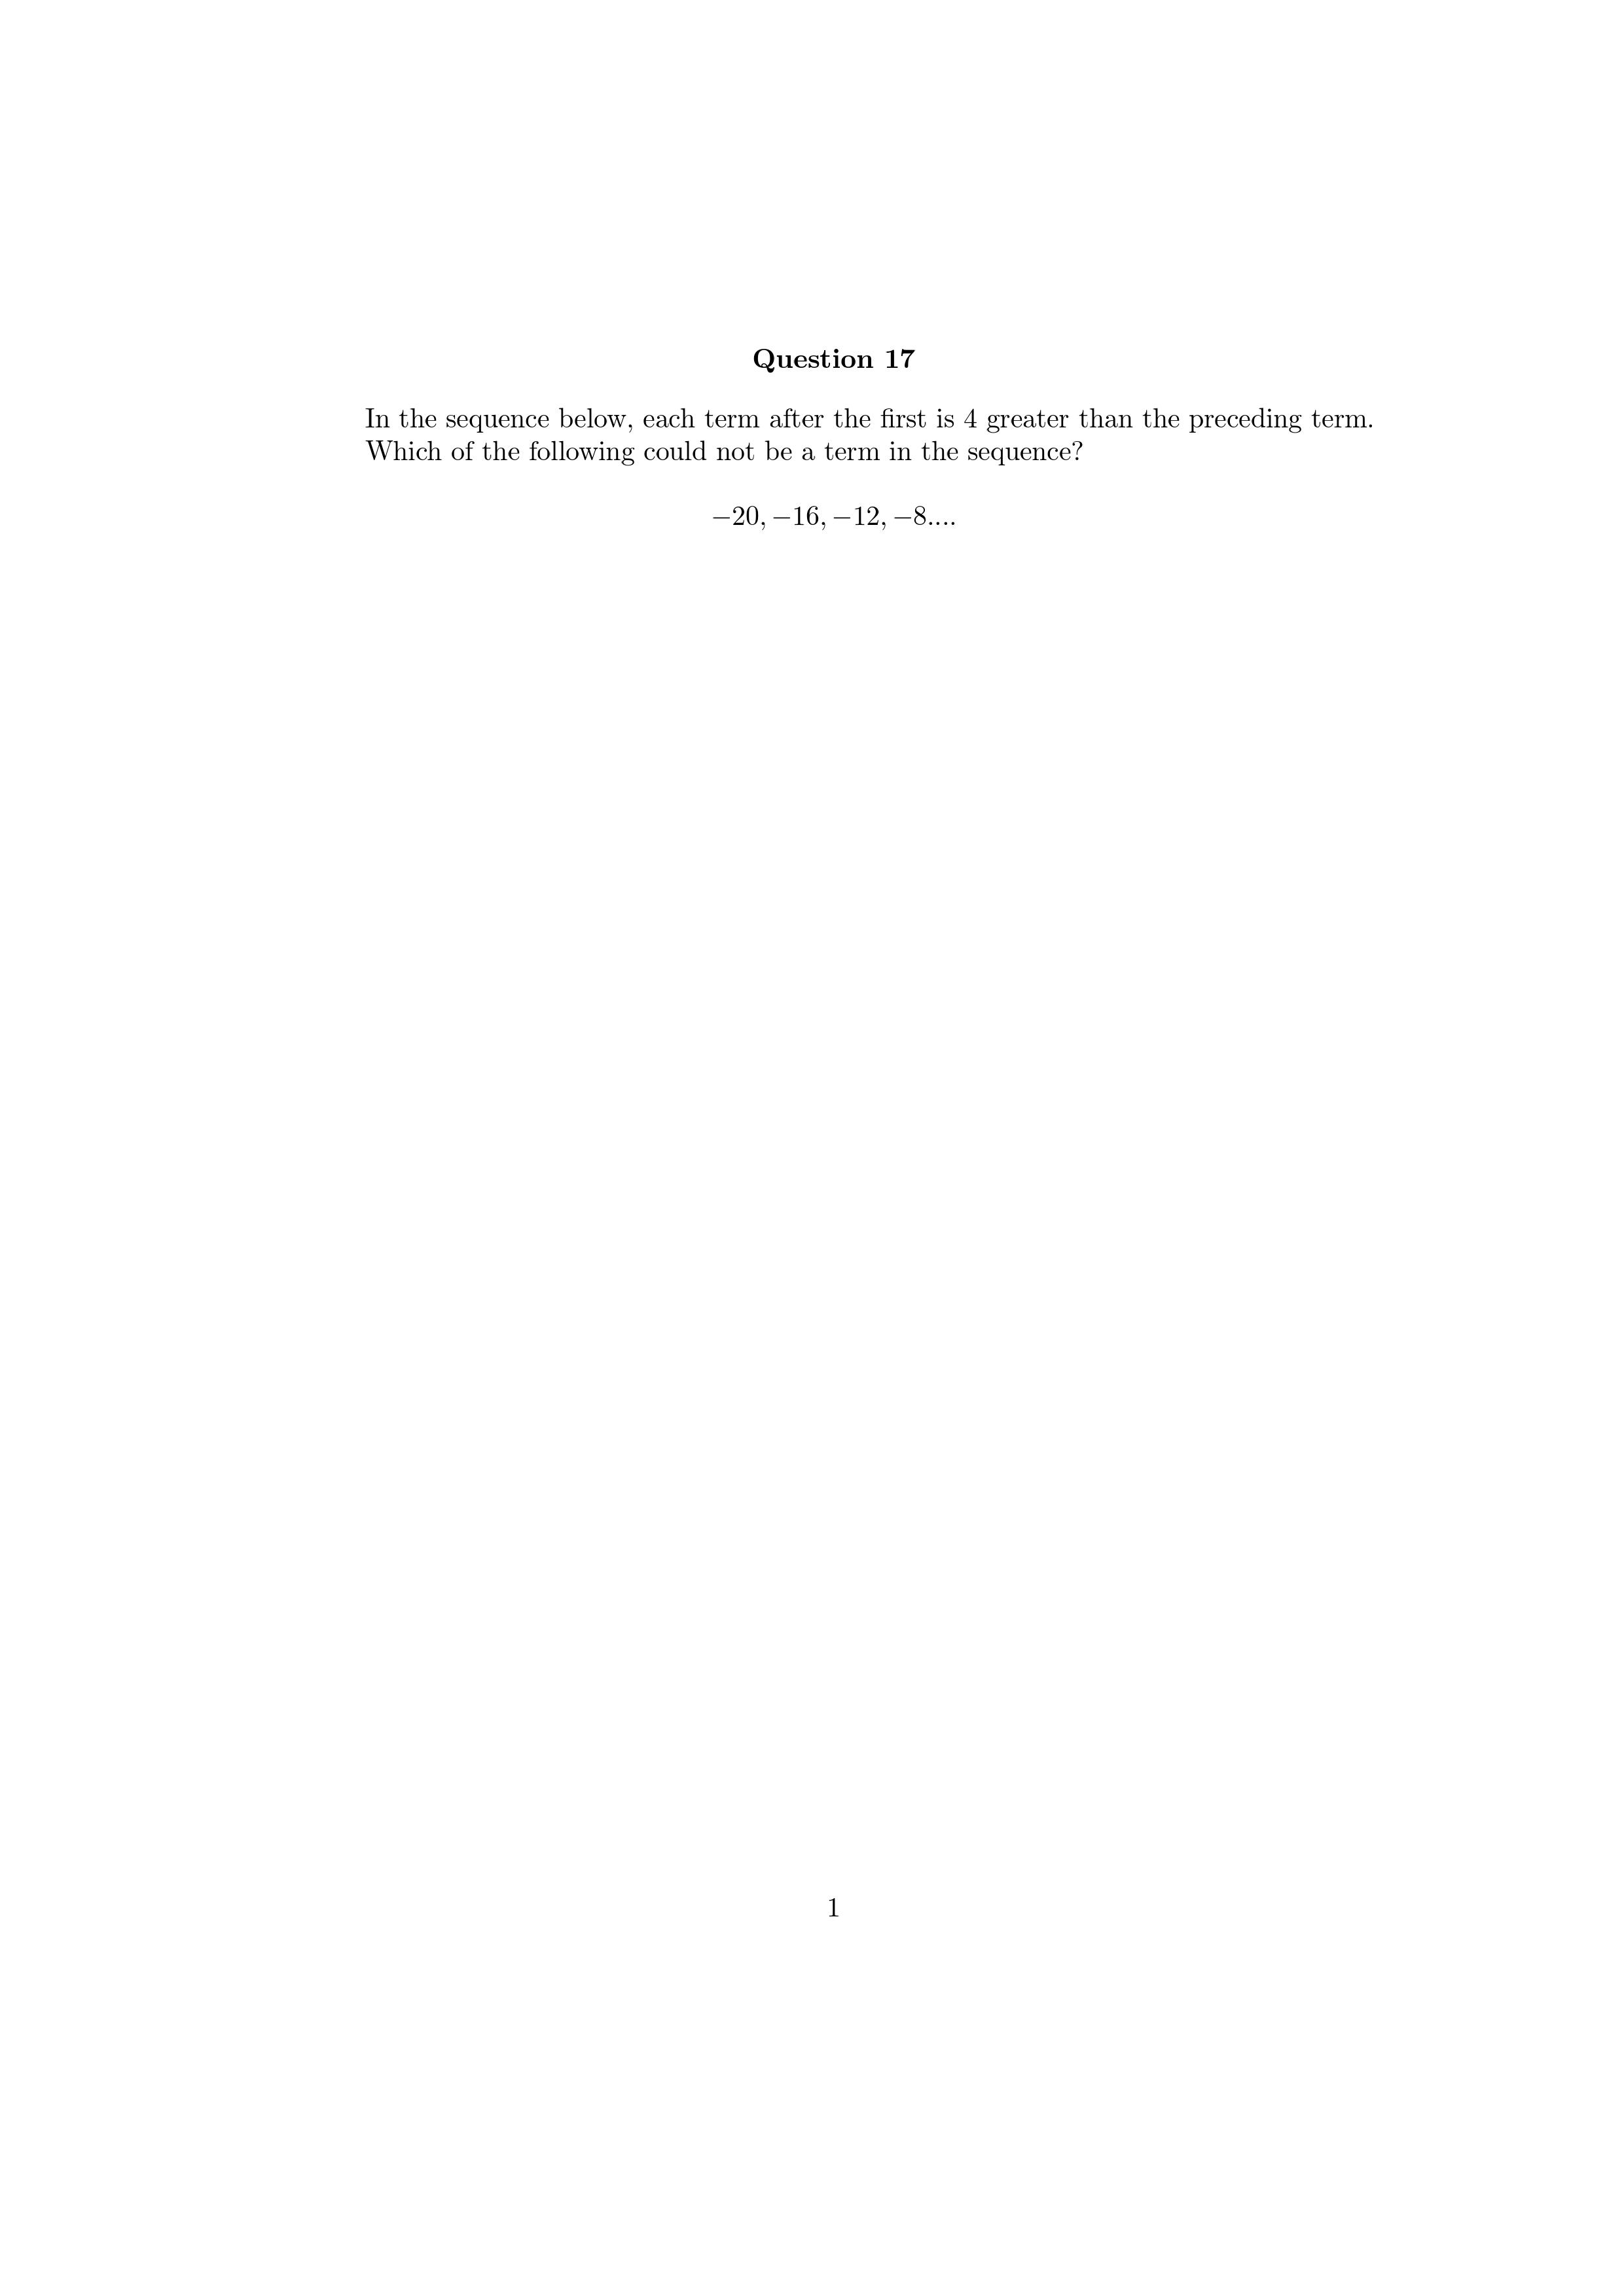 Question 17
In the sequence below, each term after the first is 4 greater than the preceding term.
Which of the following could not be a term in the sequence?
−20, −16, −12, −8....
1